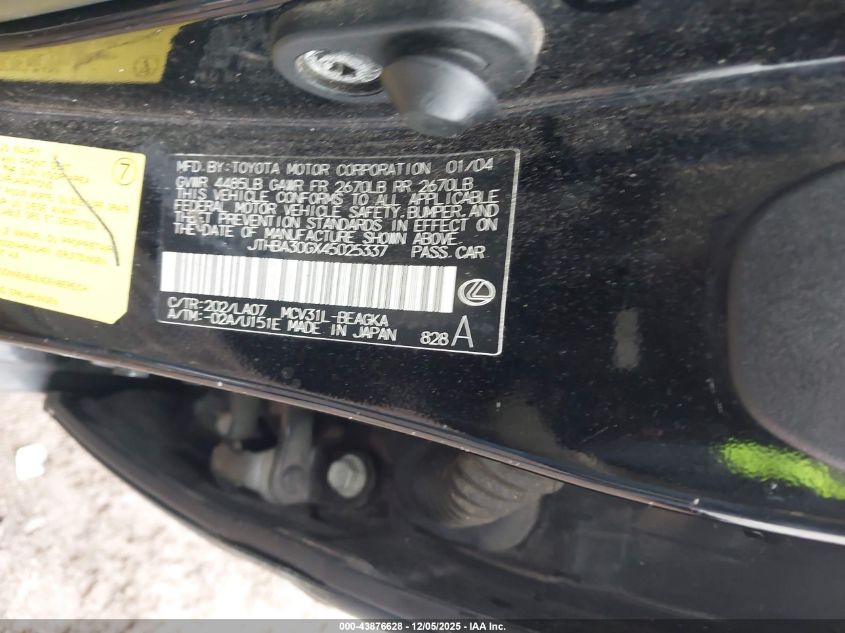 7
MFD. BY: TOYOTA MOTOR CORPORATION 01/04
GVWR 4485LB GAWR FR 2670LB RR 2670LB
THIS VEHICLE CONFORMS TO ALL APPLICABLE
FEDERAL MOTOR VEHICLE SAFETY, BUMPER, AND
THEFT PREVENTION STANDARDS IN EFFECT ON
THE DATE OF MANUFACTURE SHOWN ABOVE.
JTHBA30GX45025337 PASS. CAR
C/TR: 202/LA07 MCV31L-BEAGKA
A/TM: -02A/U151E MADE IN JAPAN 828 A
000-43876628 - 12/05/2025 - IAA Inc.